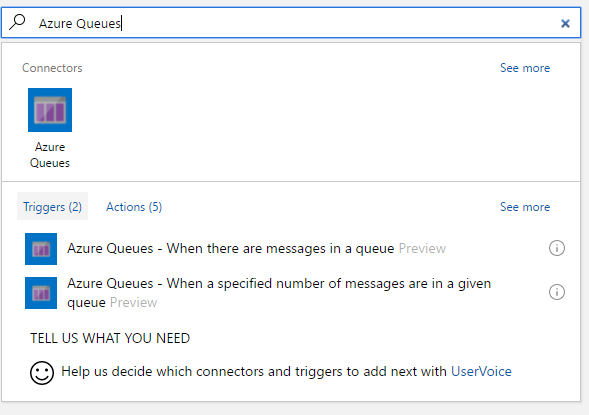 Azure Queues
Connectors
See more
Azure
Queues
Triggers (2)
Actions (5)
See more
Azure Queues - When there are messages in a queue Preview
Azure Queues - When a specified number of messages are in a given
queue Preview
TELL US WHAT YOU NEED
Help us decide which connectors and triggers to add next with UserVoice